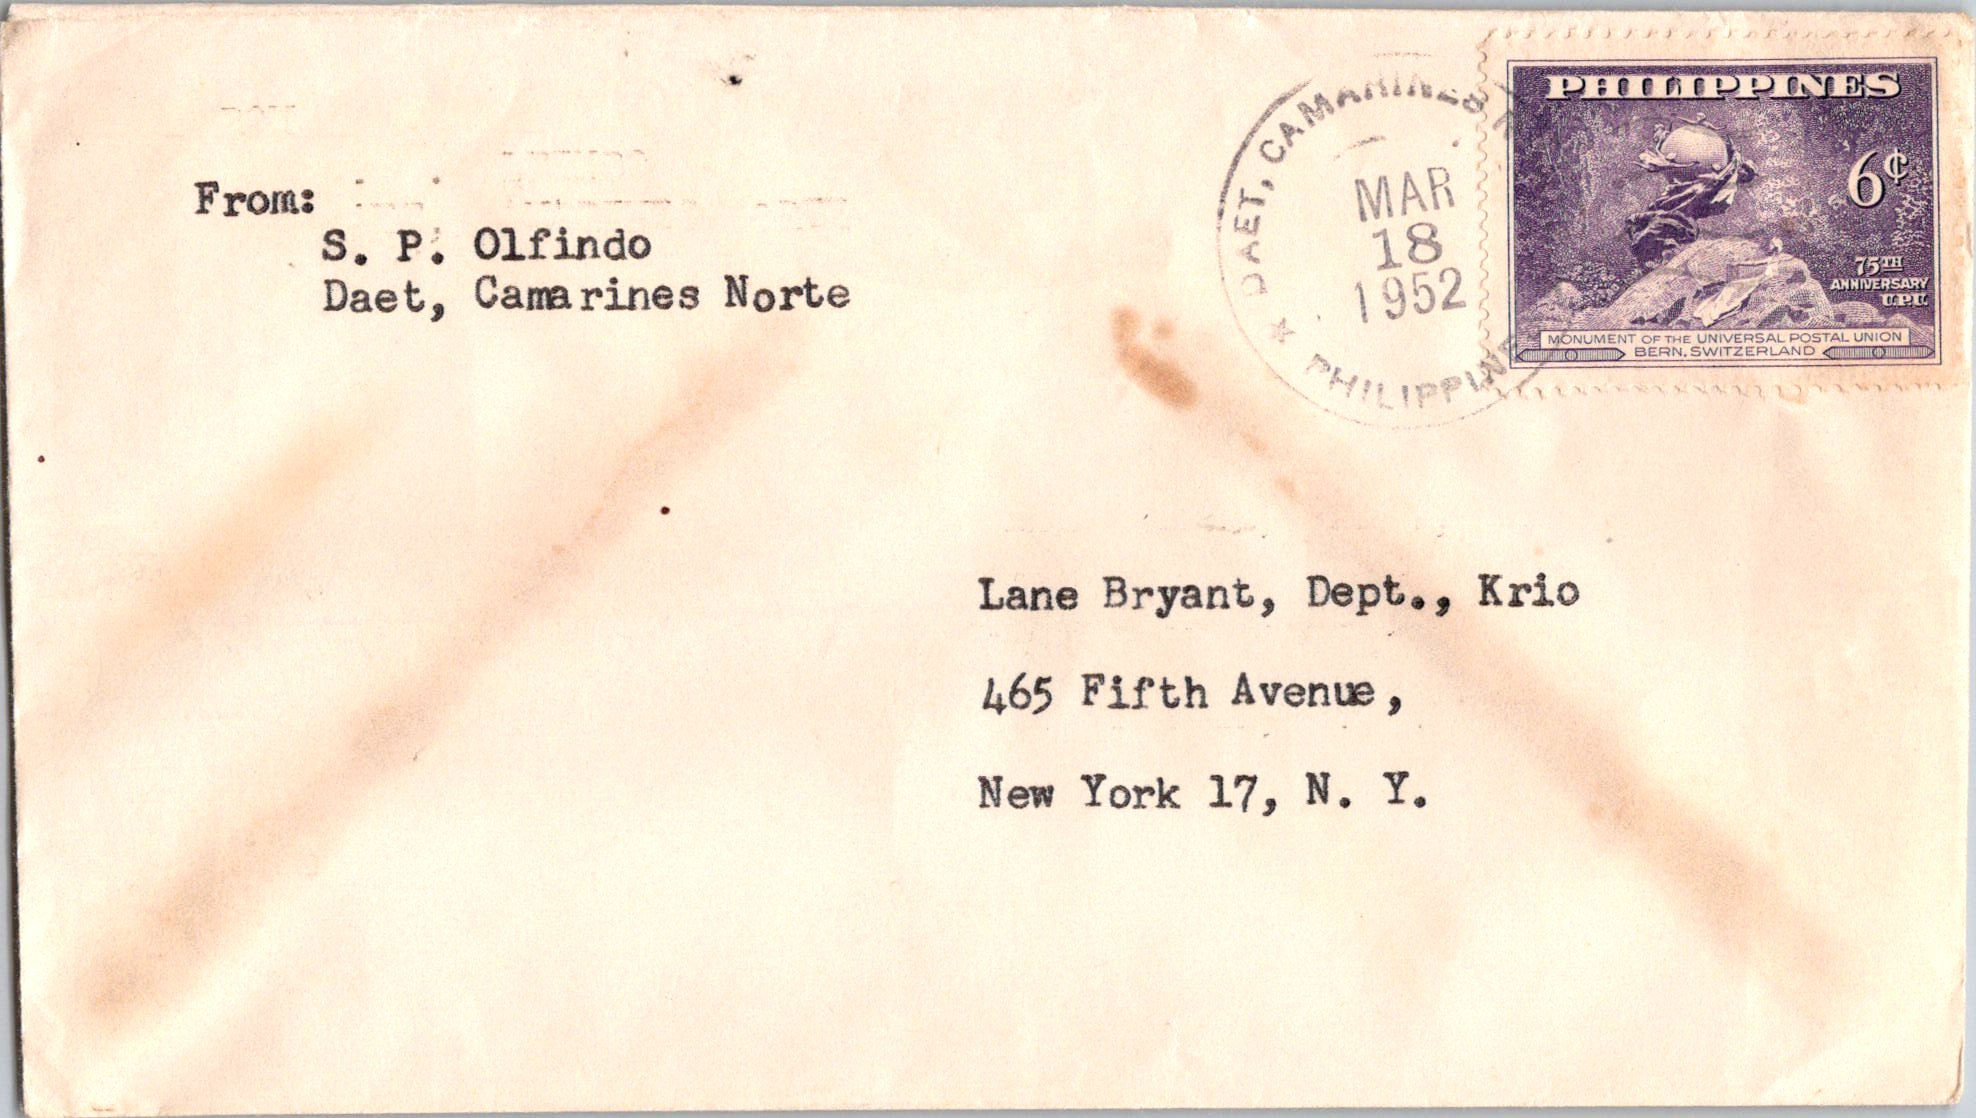 From:
S. P. Olfindo
Daet, Camarines Norte
DAET, CAMARINES
MAR
18
1952
PHILIPPINES
PHILIPPINES
6¢
75TH
ANNIVERSARY
U.P.U.
MONUMENT OF THE UNIVERSAL POSTAL UNION
BERN, SWITZERLAND
Lane Bryant, Dept., Krio
465 Fifth Avenue,
New York 17, N. Y.